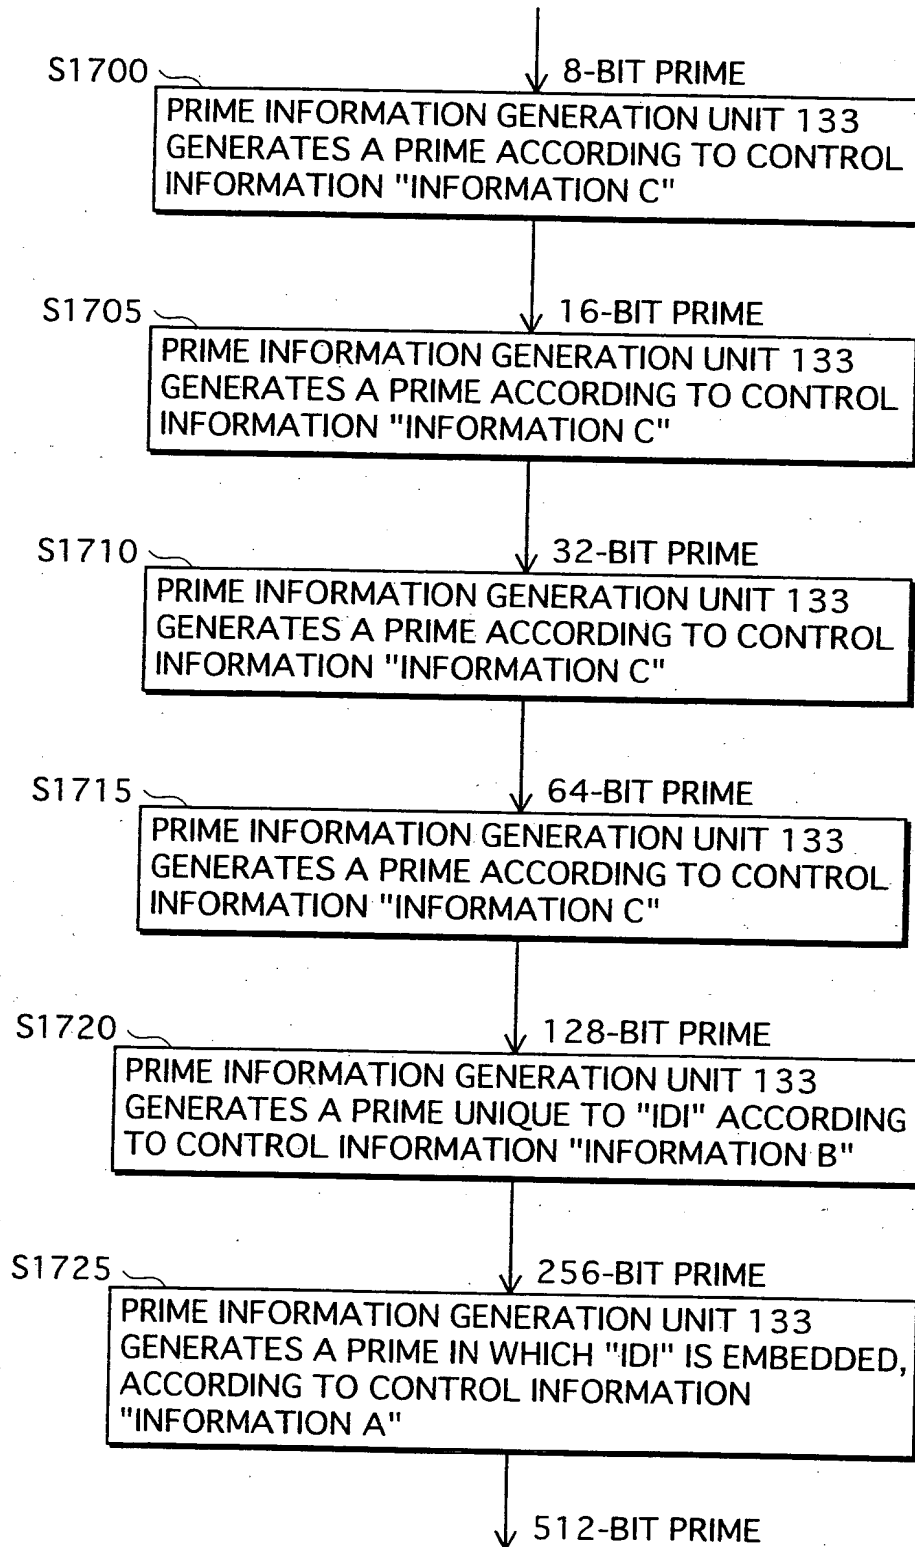 8-BIT PRIME
S1700
PRIME INFORMATION GENERATION UNIT 133
GENERATES A PRIME ACCORDING TO CONTROL
INFORMATION "INFORMATION C"
16-BIT PRIME
S1705
PRIME INFORMATION GENERATION UNIT 133
GENERATES A PRIME ACCORDING TO CONTROL
INFORMATION "INFORMATION C"
32-BIT PRIME
S1710
PRIME INFORMATION GENERATION UNIT 133
GENERATES A PRIME ACCORDING TO CONTROL
INFORMATION "INFORMATION C"
64-BIT PRIME
S1715
PRIME INFORMATION GENERATION UNIT 133
GENERATES A PRIME ACCORDING TO CONTROL
INFORMATION "INFORMATION C"
128-BIT PRIME
S1720
PRIME INFORMATION GENERATION UNIT 133
GENERATES A PRIME UNIQUE TO "IDI" ACCORDING
TO CONTROL INFORMATION "INFORMATION B"
256-BIT PRIME
S1725
PRIME INFORMATION GENERATION UNIT 133
GENERATES A PRIME IN WHICH "IDI" IS EMBEDDED,
ACCORDING TO CONTROL INFORMATION
"INFORMATION A"
512-BIT PRIME